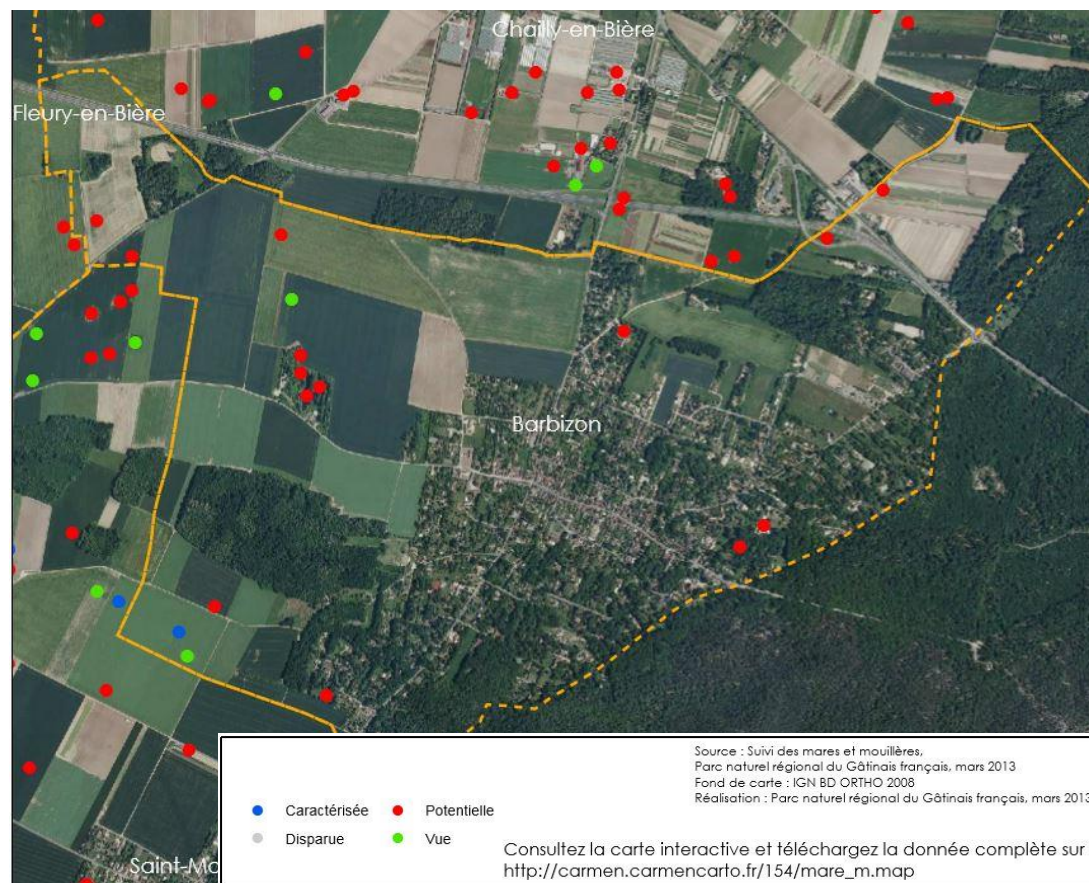 Chailly-en-Bière
Fleury-en-Bière
Barbizon
Saint-Mo
Source : Suivi des mares et mouillères,
Parc naturel régional du Gâtinais français, mars 2013
Fond de carte : IGN BD ORTHO 2008
Réalisation : Parc naturel régional du Gâtinais français, mars 2013
Caractérisée
Potentielle
Disparue
Vue
Consultez la carte interactive et téléchargez la donnée complète sur
http://carmen.carmencarto.fr/154/mare_m.map